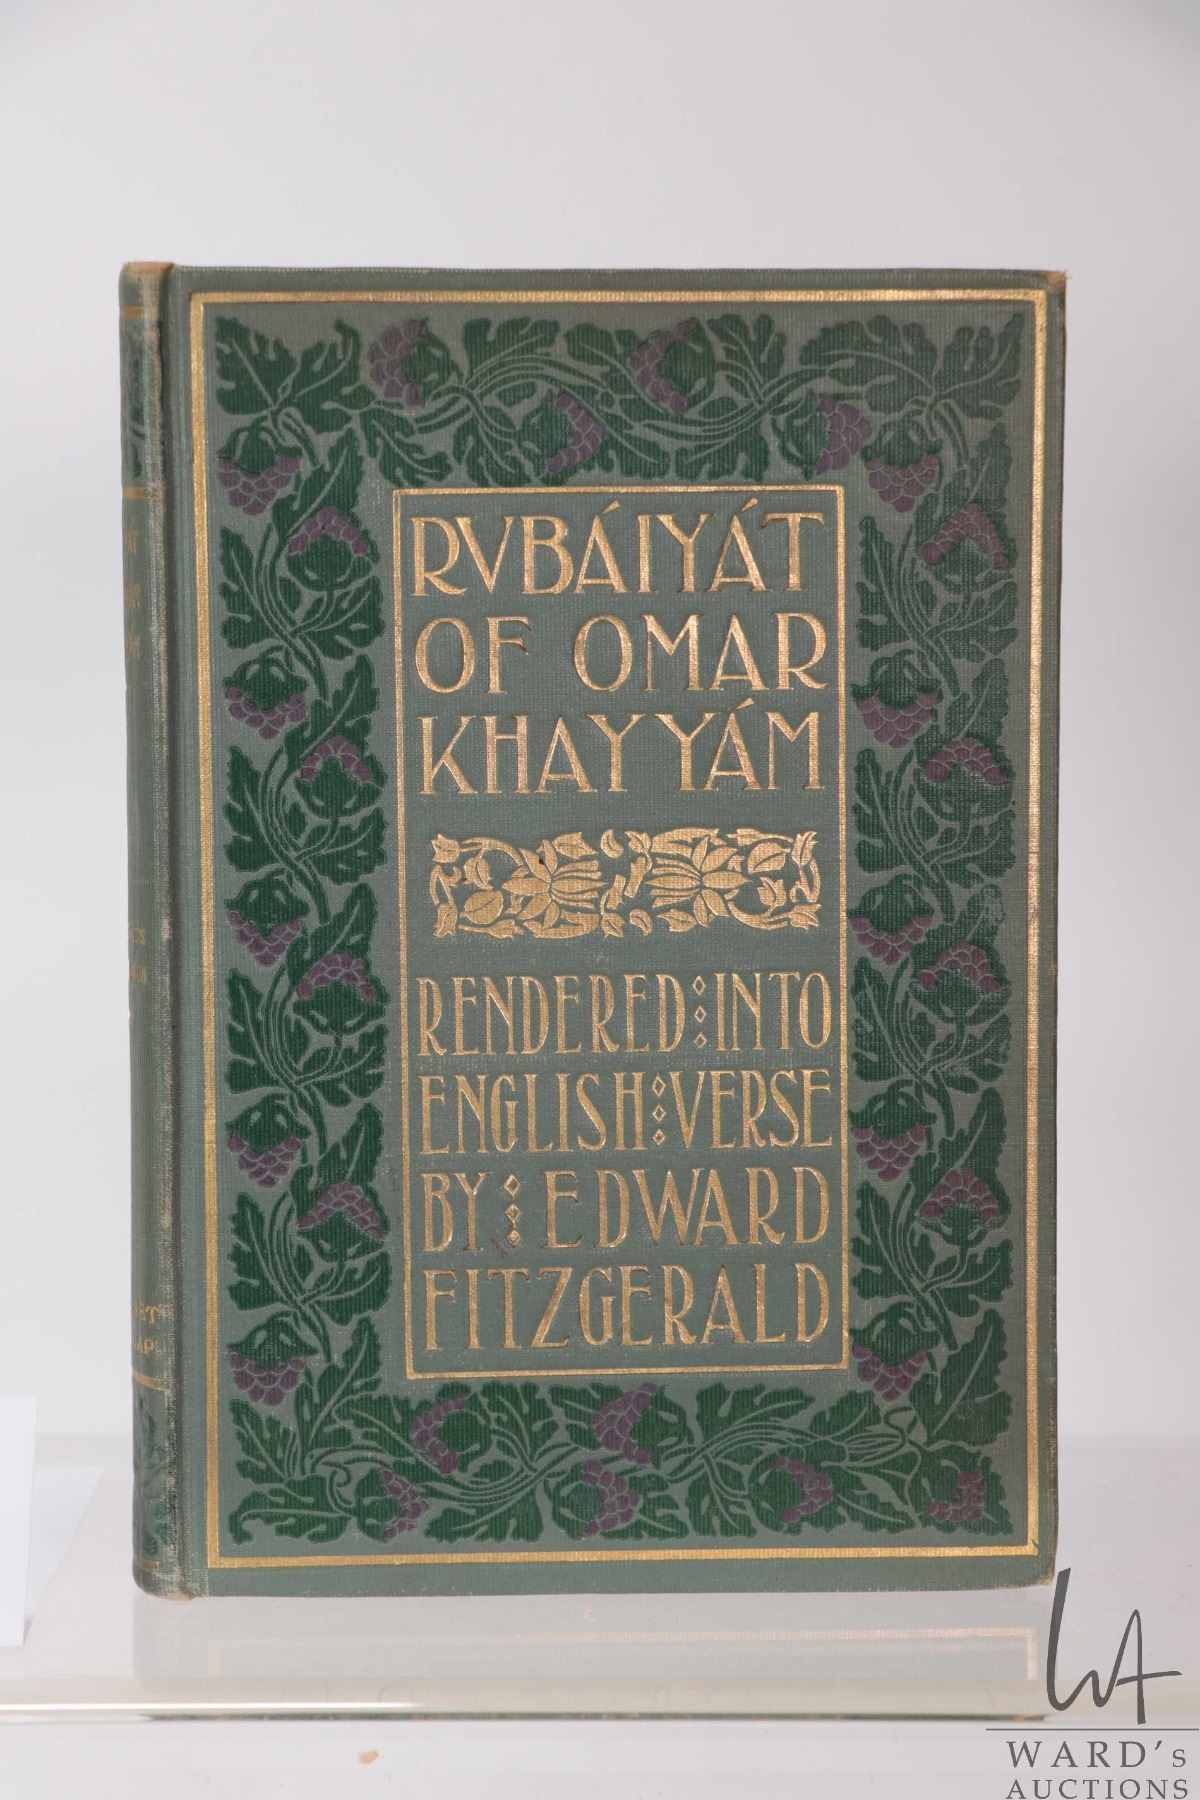 RVBÁIYÁT
OF OMAR
KHAYYÁM
RENDERED INTO
ENGLISH VERSE
BY EDWARD
FITZGERALD
WARD's
AUCTIONS